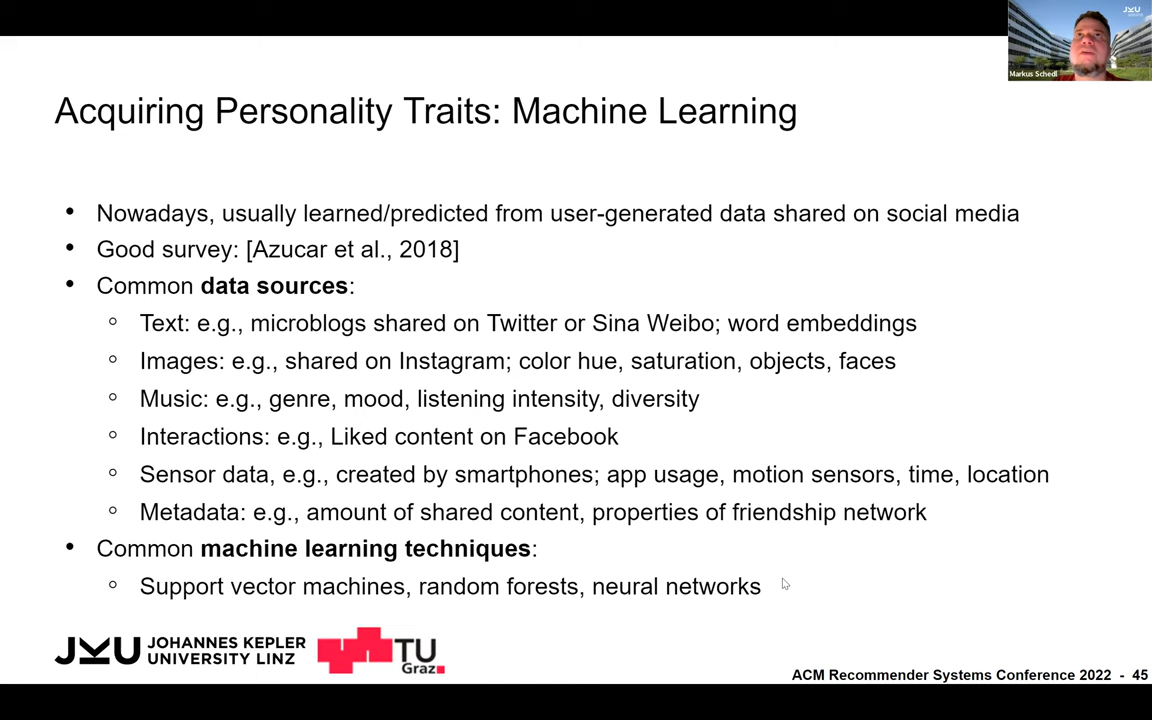 JKU
Markus Schedl
Acquiring Personality Traits: Machine Learning
• Nowadays, usually learned/predicted from user-generated data shared on social media
• Good survey: [Azucar et al., 2018]
• Common data sources:
○ Text: e.g., microblogs shared on Twitter or Sina Weibo; word embeddings
○ Images: e.g., shared on Instagram; color hue, saturation, objects, faces
○ Music: e.g., genre, mood, listening intensity, diversity
○ Interactions: e.g., Liked content on Facebook
○ Sensor data, e.g., created by smartphones; app usage, motion sensors, time, location
○ Metadata: e.g., amount of shared content, properties of friendship network
• Common machine learning techniques:
○ Support vector machines, random forests, neural networks
JKU JOHANNES KEPLER
UNIVERSITY LINZ
TU
Graz
ACM Recommender Systems Conference 2022 - 45